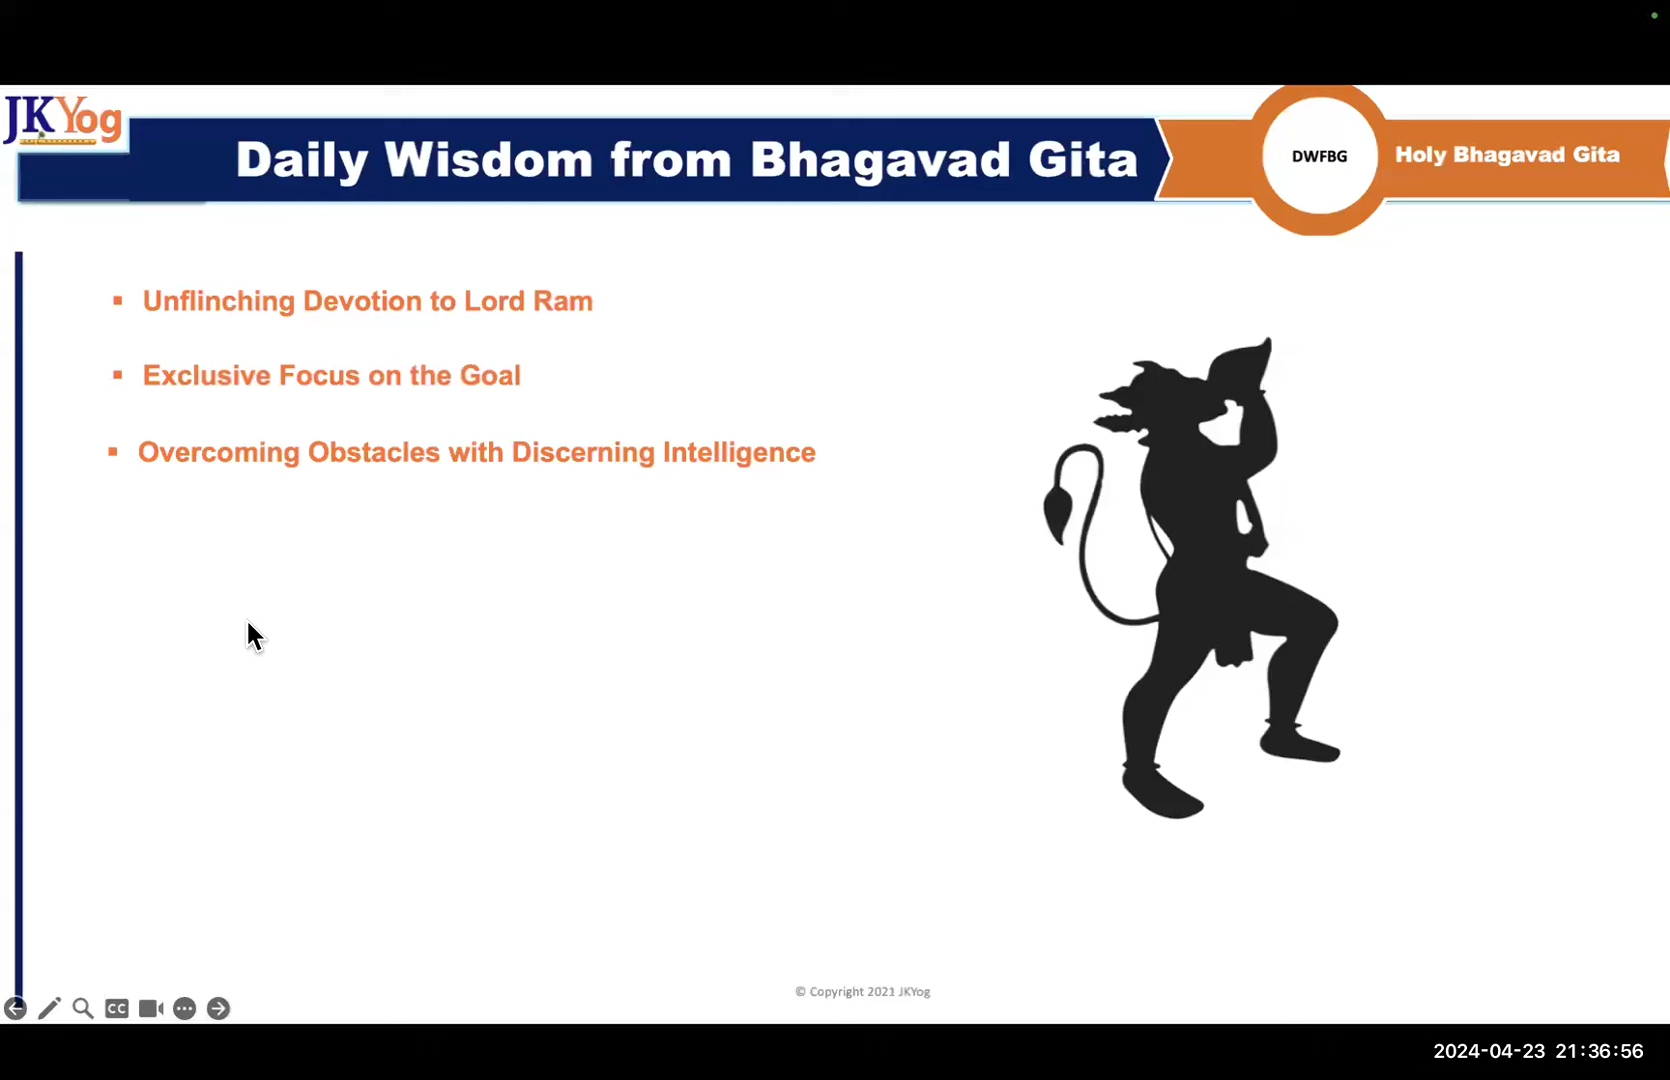 JKYog
Daily Wisdom from Bhagavad Gita
DWFBG
Holy Bhagavad Gita
▪ Unflinching Devotion to Lord Ram
▪ Exclusive Focus on the Goal
▪ Overcoming Obstacles with Discerning Intelligence
© Copyright 2021 JKYog
CC
2024-04-23 21:36:56